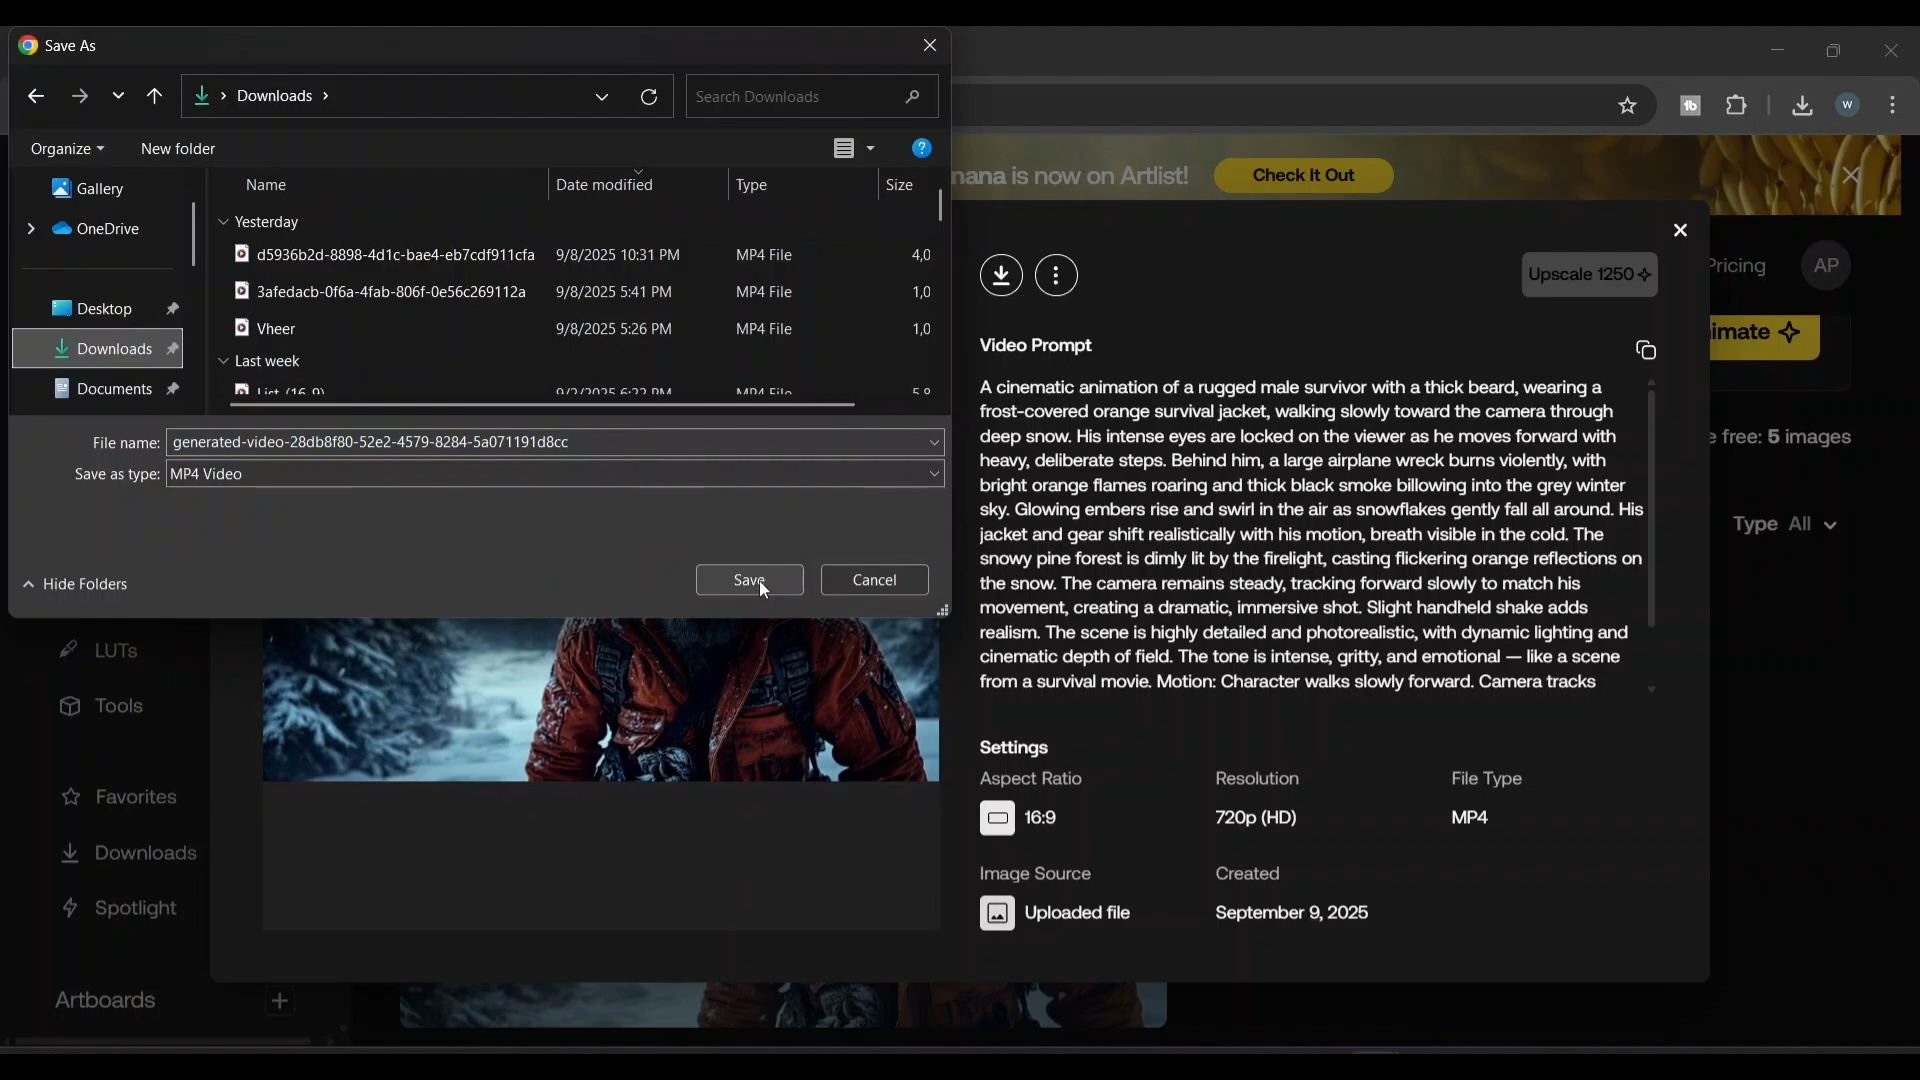 Save As
Downloads
Search Downloads
Organize
New folder
Gallery
OneDrive
Desktop
Downloads
Documents
Name
Date modified
Type
Size
Yesterday
d5936b2d-8898-4d1c-bae4-eb7cdf911cfa 9/8/2025 10:31 PM MP4 File 4,0
3afedacb-0f6a-4fab-806f-0e56c269112a 9/8/2025 5:41 PM MP4 File 1,0
Vheer 9/8/2025 5:26 PM MP4 File 1,0
Last week
File name: generated-video-28db8f80-52e2-4579-8284-5a071191d8cc
Save as type: MP4 Video
Hide Folders
Save
Cancel
LUTs
Tools
Favorites
Downloads
Spotlight
Artboards
W
nana is now on Artlist!
Check It Out
Pricing
AP
Upscale 1250
Video Prompt
A cinematic animation of a rugged male survivor with a thick beard, wearing a
frost-covered orange survival jacket, walking slowly toward the camera through
deep snow. His intense eyes are locked on the viewer as he moves forward with
heavy, deliberate steps. Behind him, a large airplane wreck burns violently, with
bright orange flames roaring and thick black smoke billowing into the grey winter
sky. Glowing embers rise and swirl in the air as snowflakes gently fall all around. His
jacket and gear shift realistically with his motion, breath visible in the cold. The
snowy pine forest is dimly lit by the firelight, casting flickering orange reflections on
the snow. The camera remains steady, tracking forward slowly to match his
movement, creating a dramatic, immersive shot. Slight handheld shake adds
realism. The scene is highly detailed and photorealistic, with dynamic lighting and
cinematic depth of field. The tone is intense, gritty, and emotional — like a scene
from a survival movie. Motion: Character walks slowly forward. Camera tracks
Settings
Aspect Ratio
16:9
Resolution
720p (HD)
File Type
MP4
Image Source
Uploaded file
Created
September 9, 2025
imate
e free: 5 images
Type All